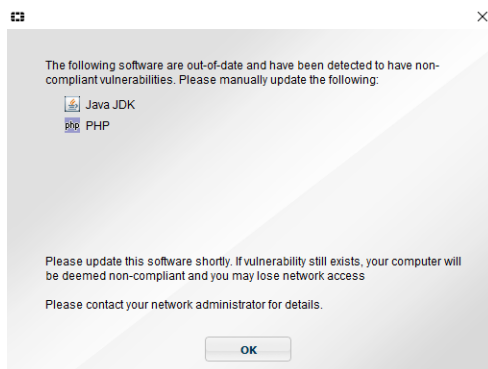 The following software are out-of-date and have been detected to have non-
compliant vulnerabilities. Please manually update the following:
Java JDK
php PHP
Please update this software shortly. If vulnerability still exists, your computer will
be deemed non-compliant and you may lose network access
Please contact your network administrator for details.
OK